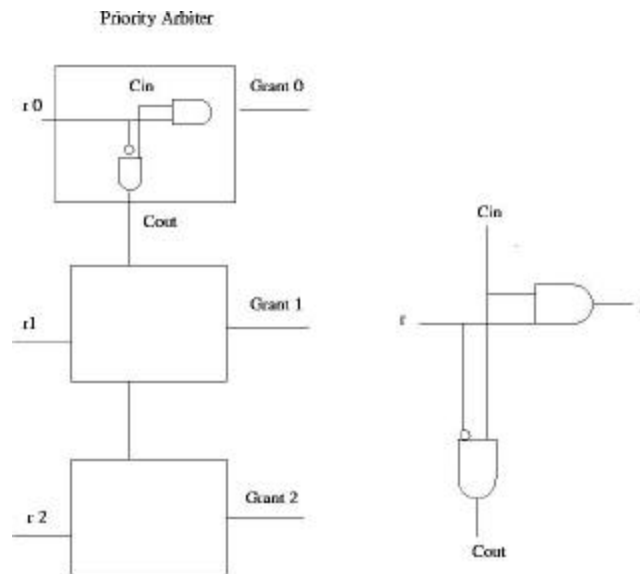 Priority Arbiter
Cin
Grant 0
r 0
Cout
Grant 1
r1
Grant 2
r 2
Cin
r
Cout